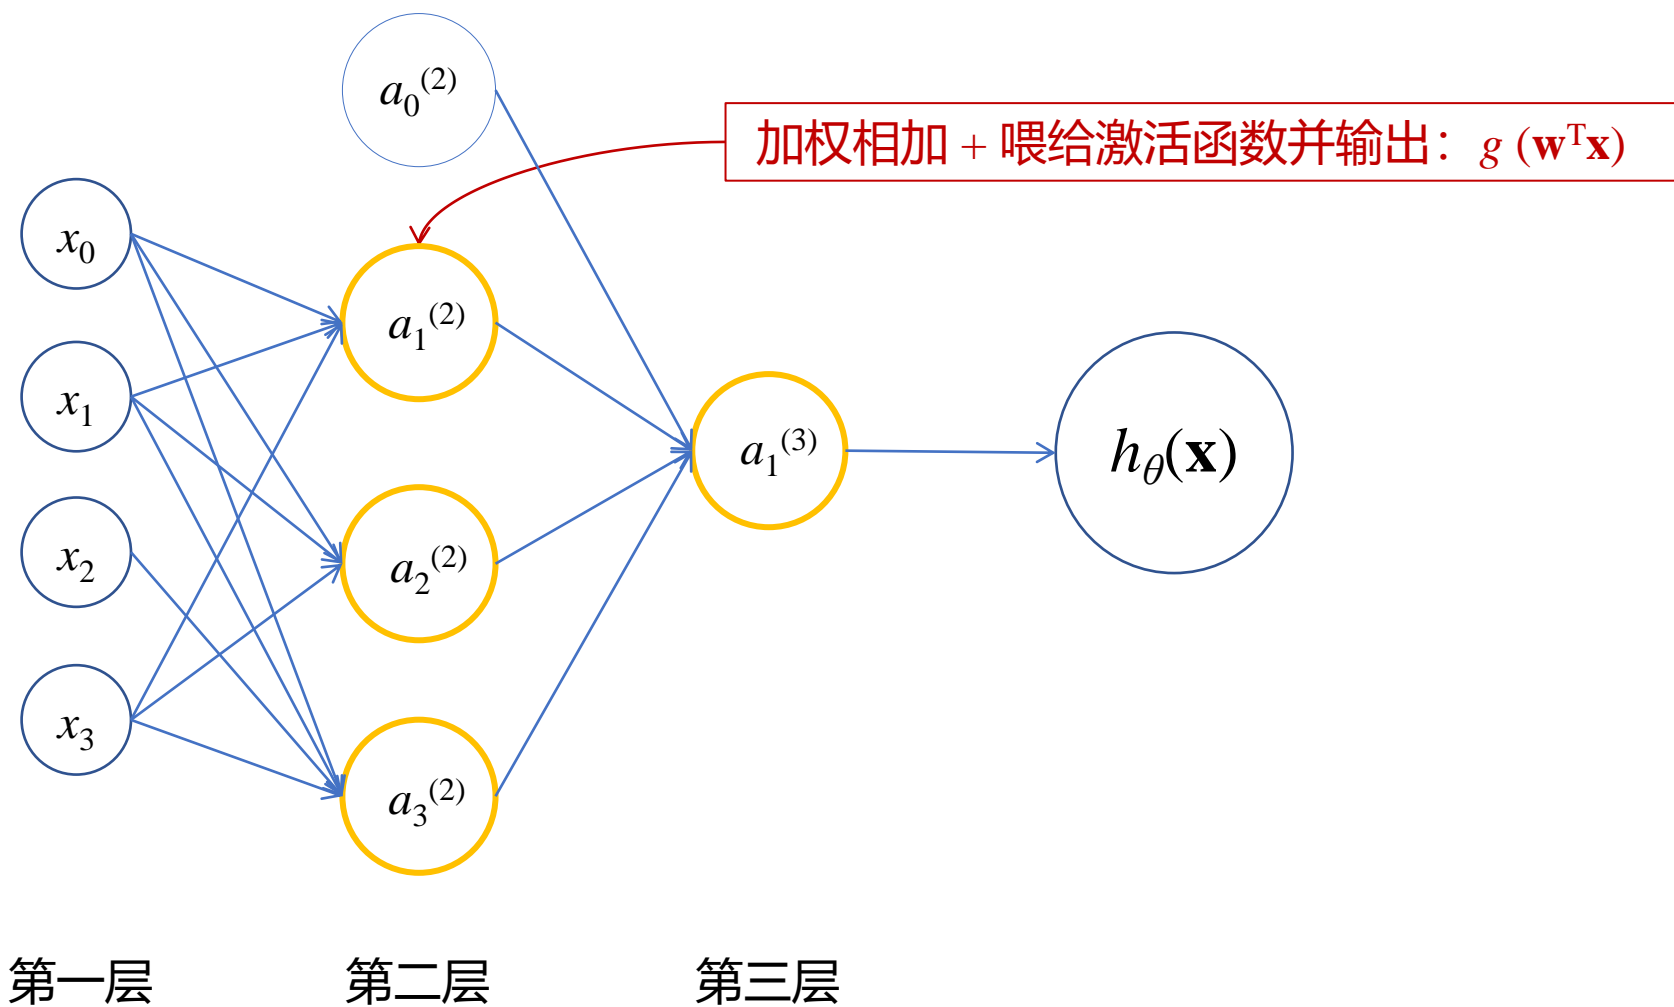 a₀⁽²⁾
加权相加 + 喂给激活函数并输出：g (wᵀx)
x₀
a₁⁽²⁾
x₁
a₁⁽³⁾
h_θ(x)
x₂
a₂⁽²⁾
x₃
a₃⁽²⁾
第一层
第二层
第三层